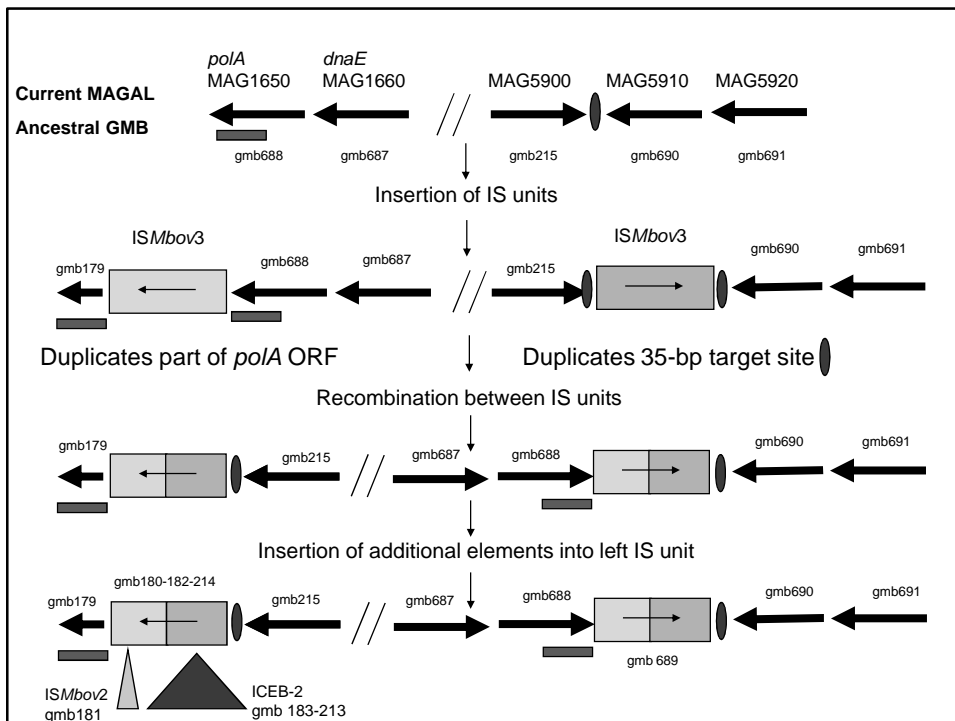 polA dnaE
MAG1650 MAG1660 MAG5900 MAG5910 MAG5920
Current MAGAL
Ancestral GMB
gmb688 gmb687 gmb215 gmb690 gmb691
Insertion of IS units
ISMbov3 ISMbov3
gmb179 gmb688 gmb687 gmb215 gmb690 gmb691
Duplicates part of polA ORF Duplicates 35-bp target site
Recombination between IS units
gmb179 gmb215 gmb687 gmb688 gmb690 gmb691
Insertion of additional elements into left IS unit
gmb180-182-214
gmb179 gmb215 gmb687 gmb688 gmb690 gmb691
gmb 689
ISMbov2 ICEB-2
gmb181 gmb 183-213